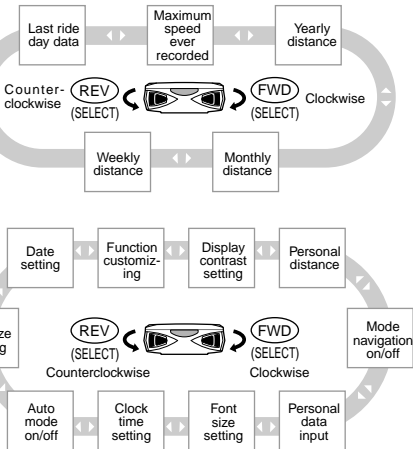 Last ride
day data
Maximum
speed
ever
recorded
Yearly
distance
Counter-
clockwise
REV
(SELECT)
FWD
(SELECT)
Clockwise
Weekly
distance
Monthly
distance
Date
setting
Function
customiz-
ing
Display
contrast
setting
Personal
distance
REV
(SELECT)
Counterclockwise
FWD
(SELECT)
Clockwise
Mode
navigation
on/off
Auto
mode
on/off
Clock
time
setting
Font
size
setting
Personal
data
input